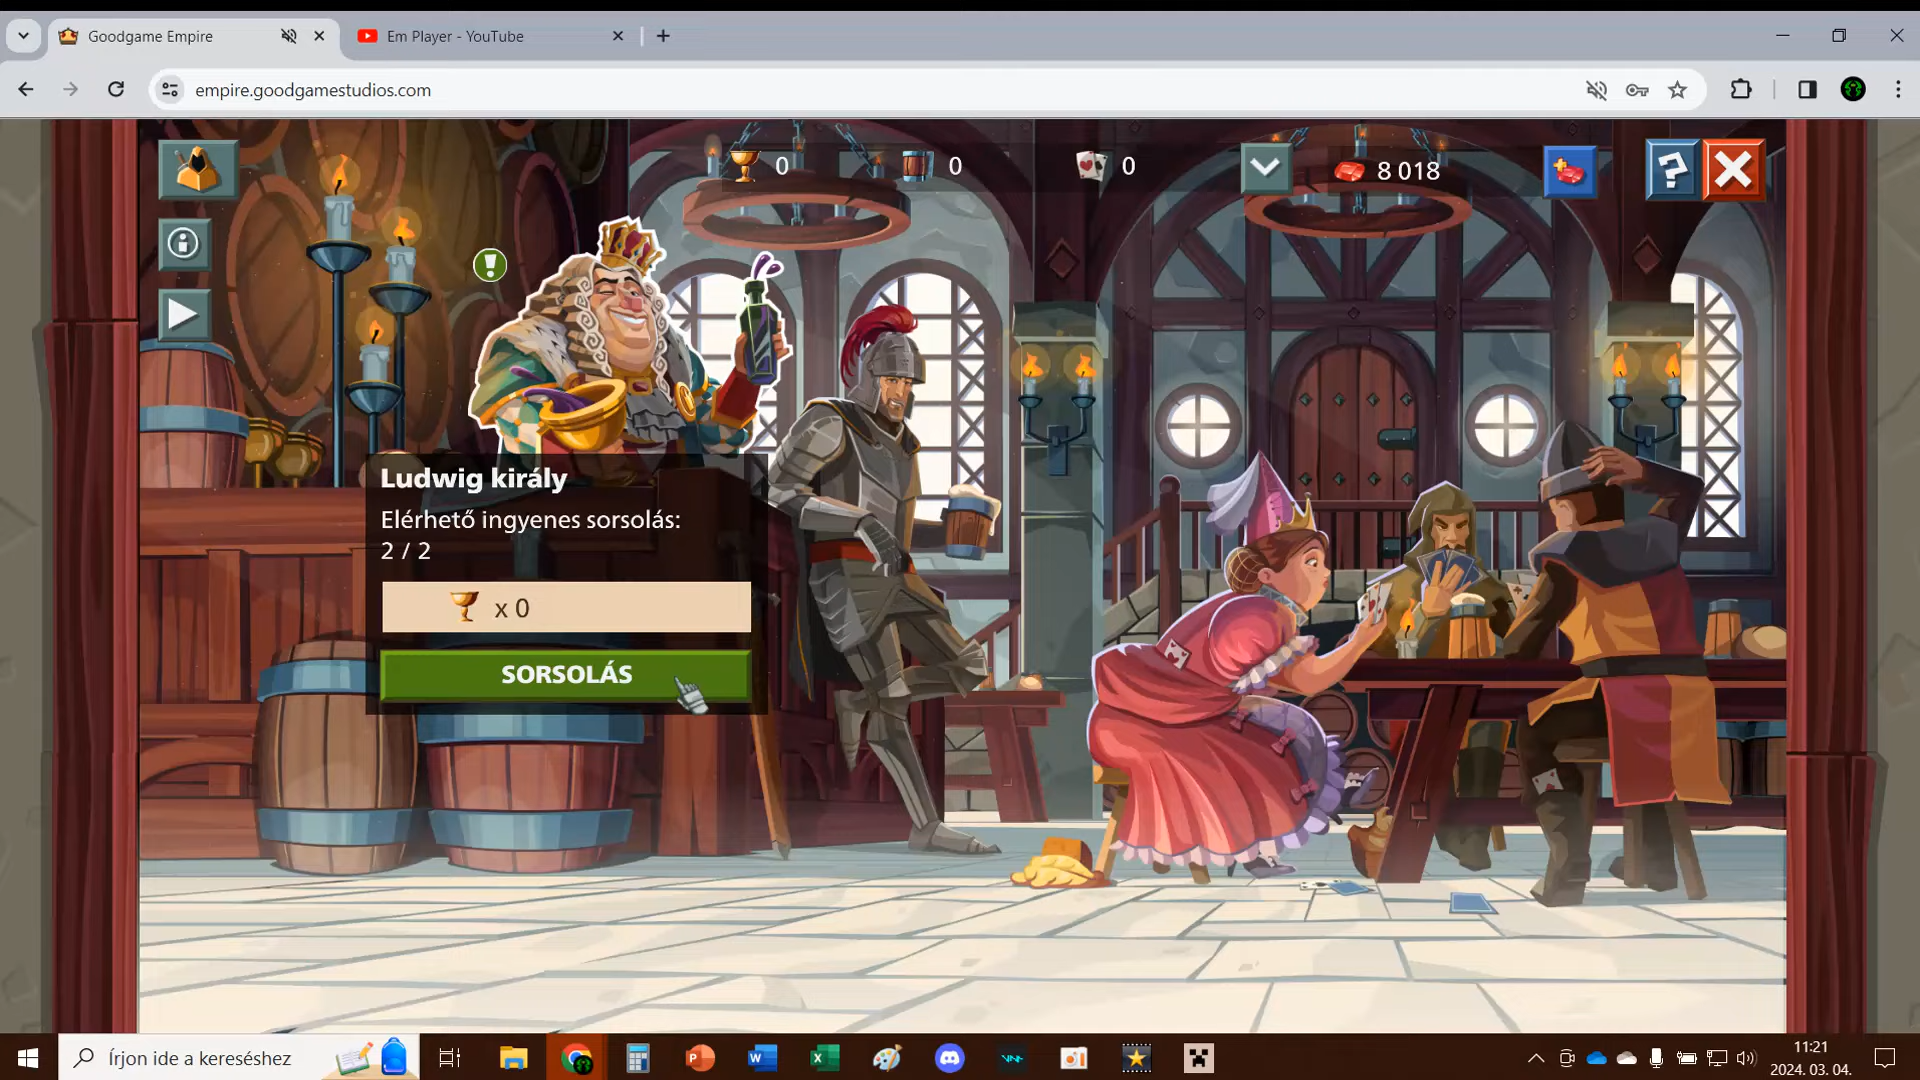 Goodgame Empire
Em Player - YouTube
empire.goodgamestudios.com
0
0
0
8 018
Ludwig király
Elérhető ingyenes sorsolás:
2 / 2
x 0
SORSOLÁS
Írjon ide a kereséshez
11:21
2024. 03. 04.